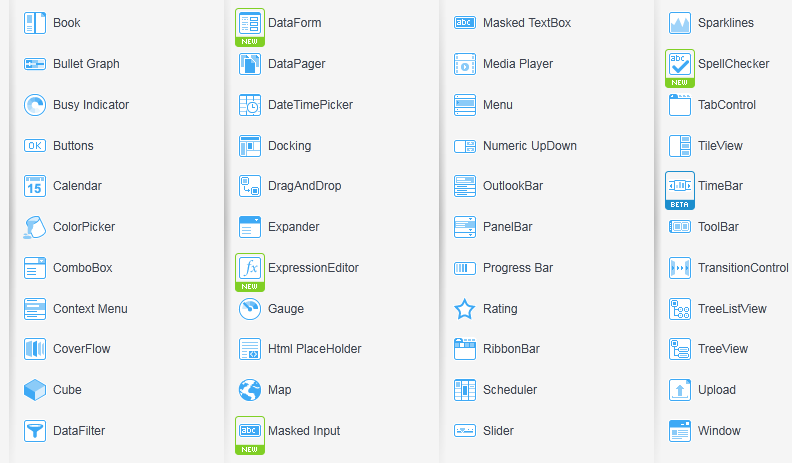 Book
Bullet Graph
Busy Indicator
OK Buttons
15 Calendar
ColorPicker
ComboBox
Context Menu
CoverFlow
Cube
DataFilter
DataForm
NEW
DataPager
DateTimePicker
Docking
DragAndDrop
Expander
fx ExpressionEditor
NEW
Gauge
Html PlaceHolder
Map
abc Masked Input
NEW
abc Masked TextBox
Media Player
Menu
Numeric UpDown
OutlookBar
PanelBar
Progress Bar
Rating
RibbonBar
Scheduler
Slider
Sparklines
abc SpellChecker
NEW
TabControl
TileView
TimeBar
BETA
ToolBar
TransitionControl
TreeListView
TreeView
Upload
Window